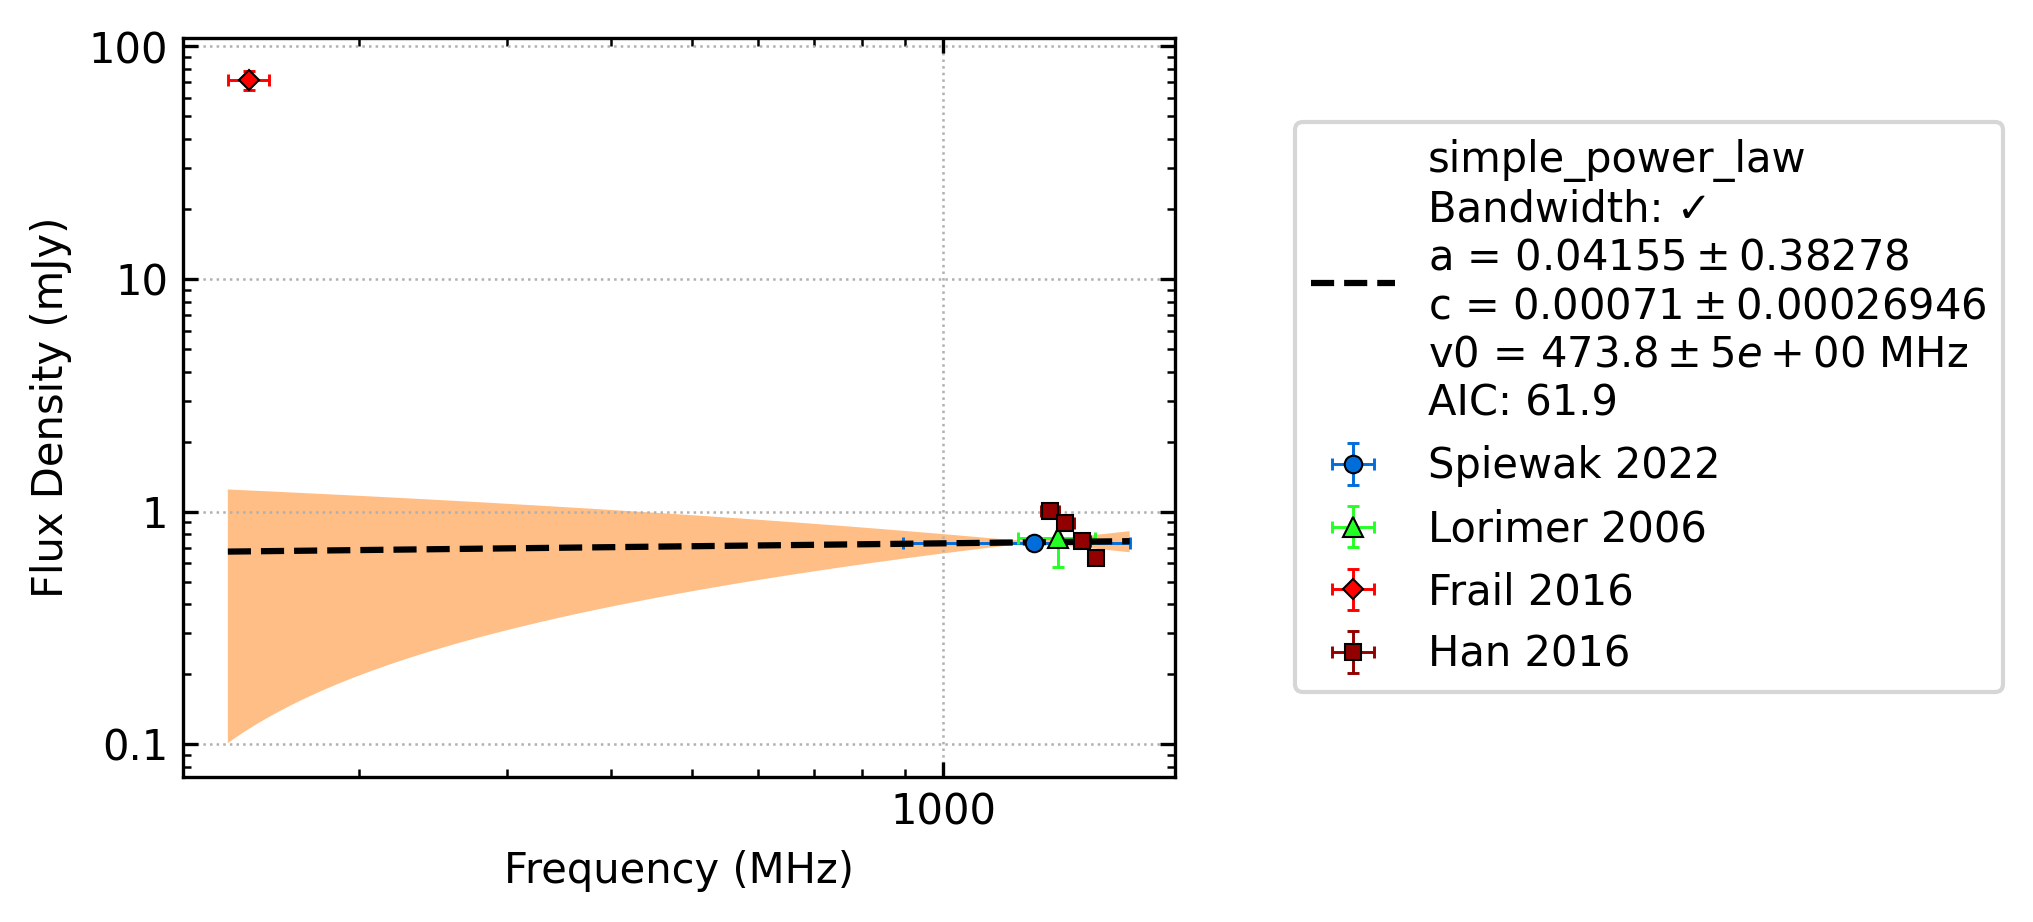 100
10
1
0.1
Flux Density (mJy)
1000
Frequency (MHz)
simple_power_law
Bandwidth: ✓
a = 0.04155 ± 0.38278
c = 0.00071 ± 0.00026946
v0 = 473.8 ± 5e + 00 MHz
AIC: 61.9
Spiewak 2022
Lorimer 2006
Frail 2016
Han 2016